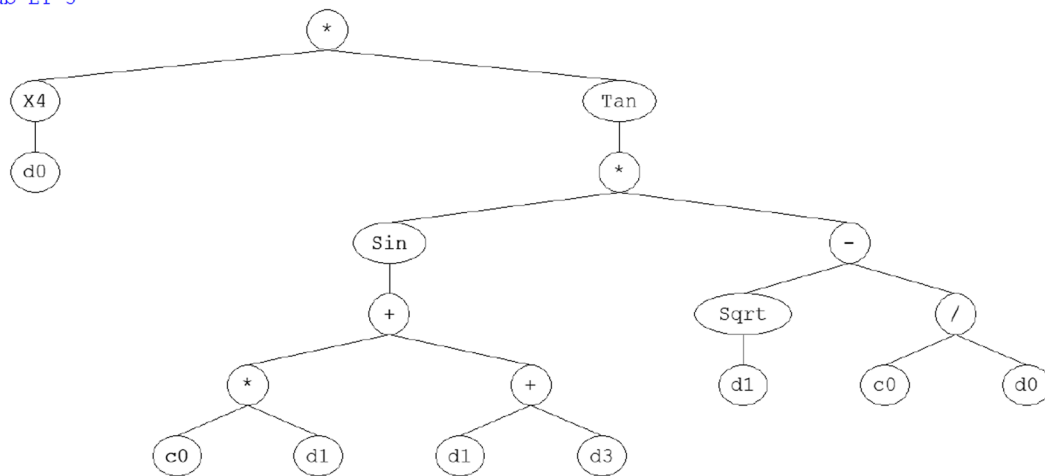 *
X4 Tan
d0 *
Sin -
+ Sqrt /
* + d1 c0 d0
c0 d1 d1 d3